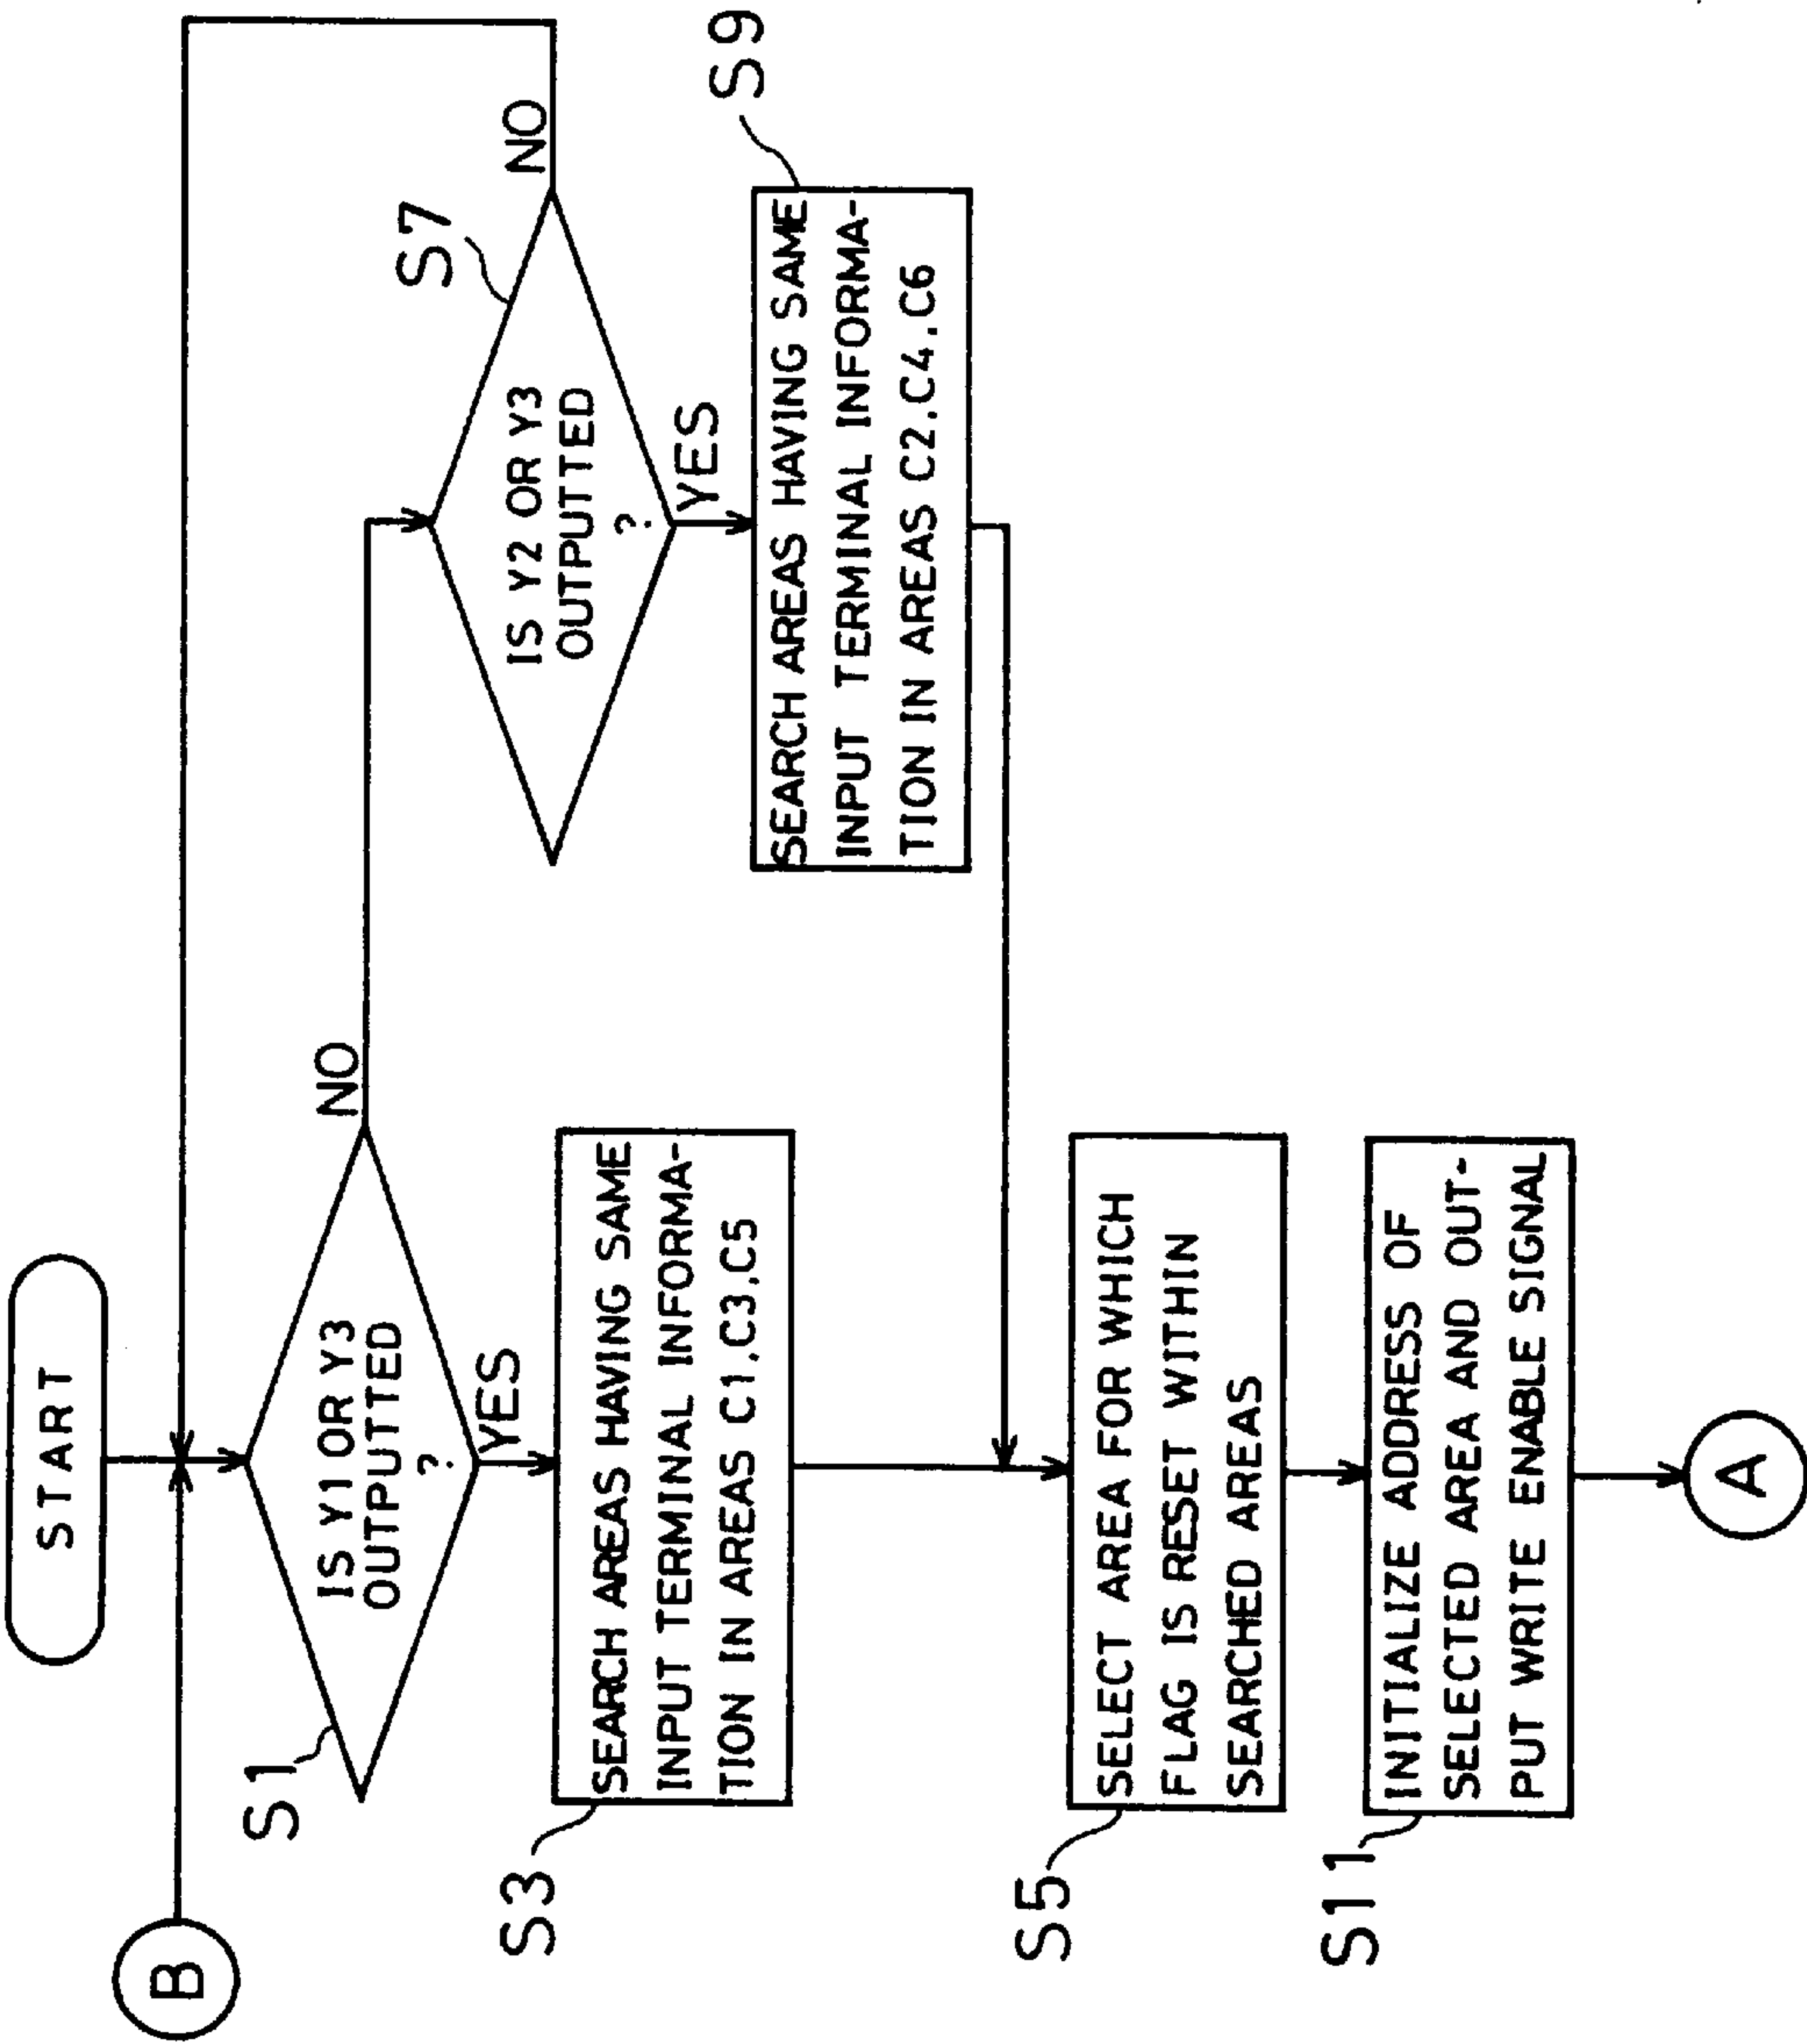 START
B
S1
IS Y1 OR Y3
OUTPUTTED
?
NO
YES
S3
SEARCH AREAS HAVING SAME
INPUT TERMINAL INFORMA-
TION IN AREAS C1.C3.C5
S7
IS Y2 OR Y3
OUTPUTTED
?
NO
YES
S9
SEARCH AREAS HAVING SAME
INPUT TERMINAL INFORMA-
TION IN AREAS C2.C4.C6
S5
SELECT AREA FOR WHICH
FLAG IS RESET WITHIN
SEARCHED AREAS
S11
INITIALIZE ADDRESS OF
SELECTED AREA AND OUT-
PUT WRITE ENABLE SIGNAL
A